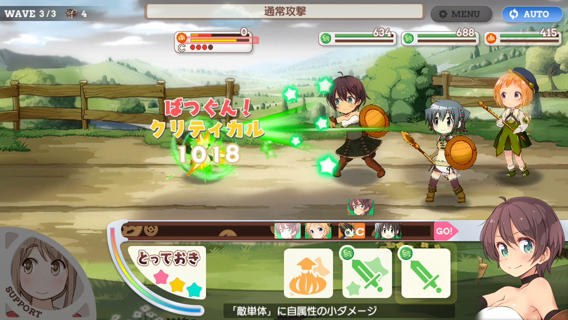 WAVE 3/3
4
通常攻撃
MENU
AUTO
0
C
634
688
415
ばつぐん!
クリティカル
1018
C
GO!
とっておき
SUPPORT
「敵単体」に自属性の小ダメージ